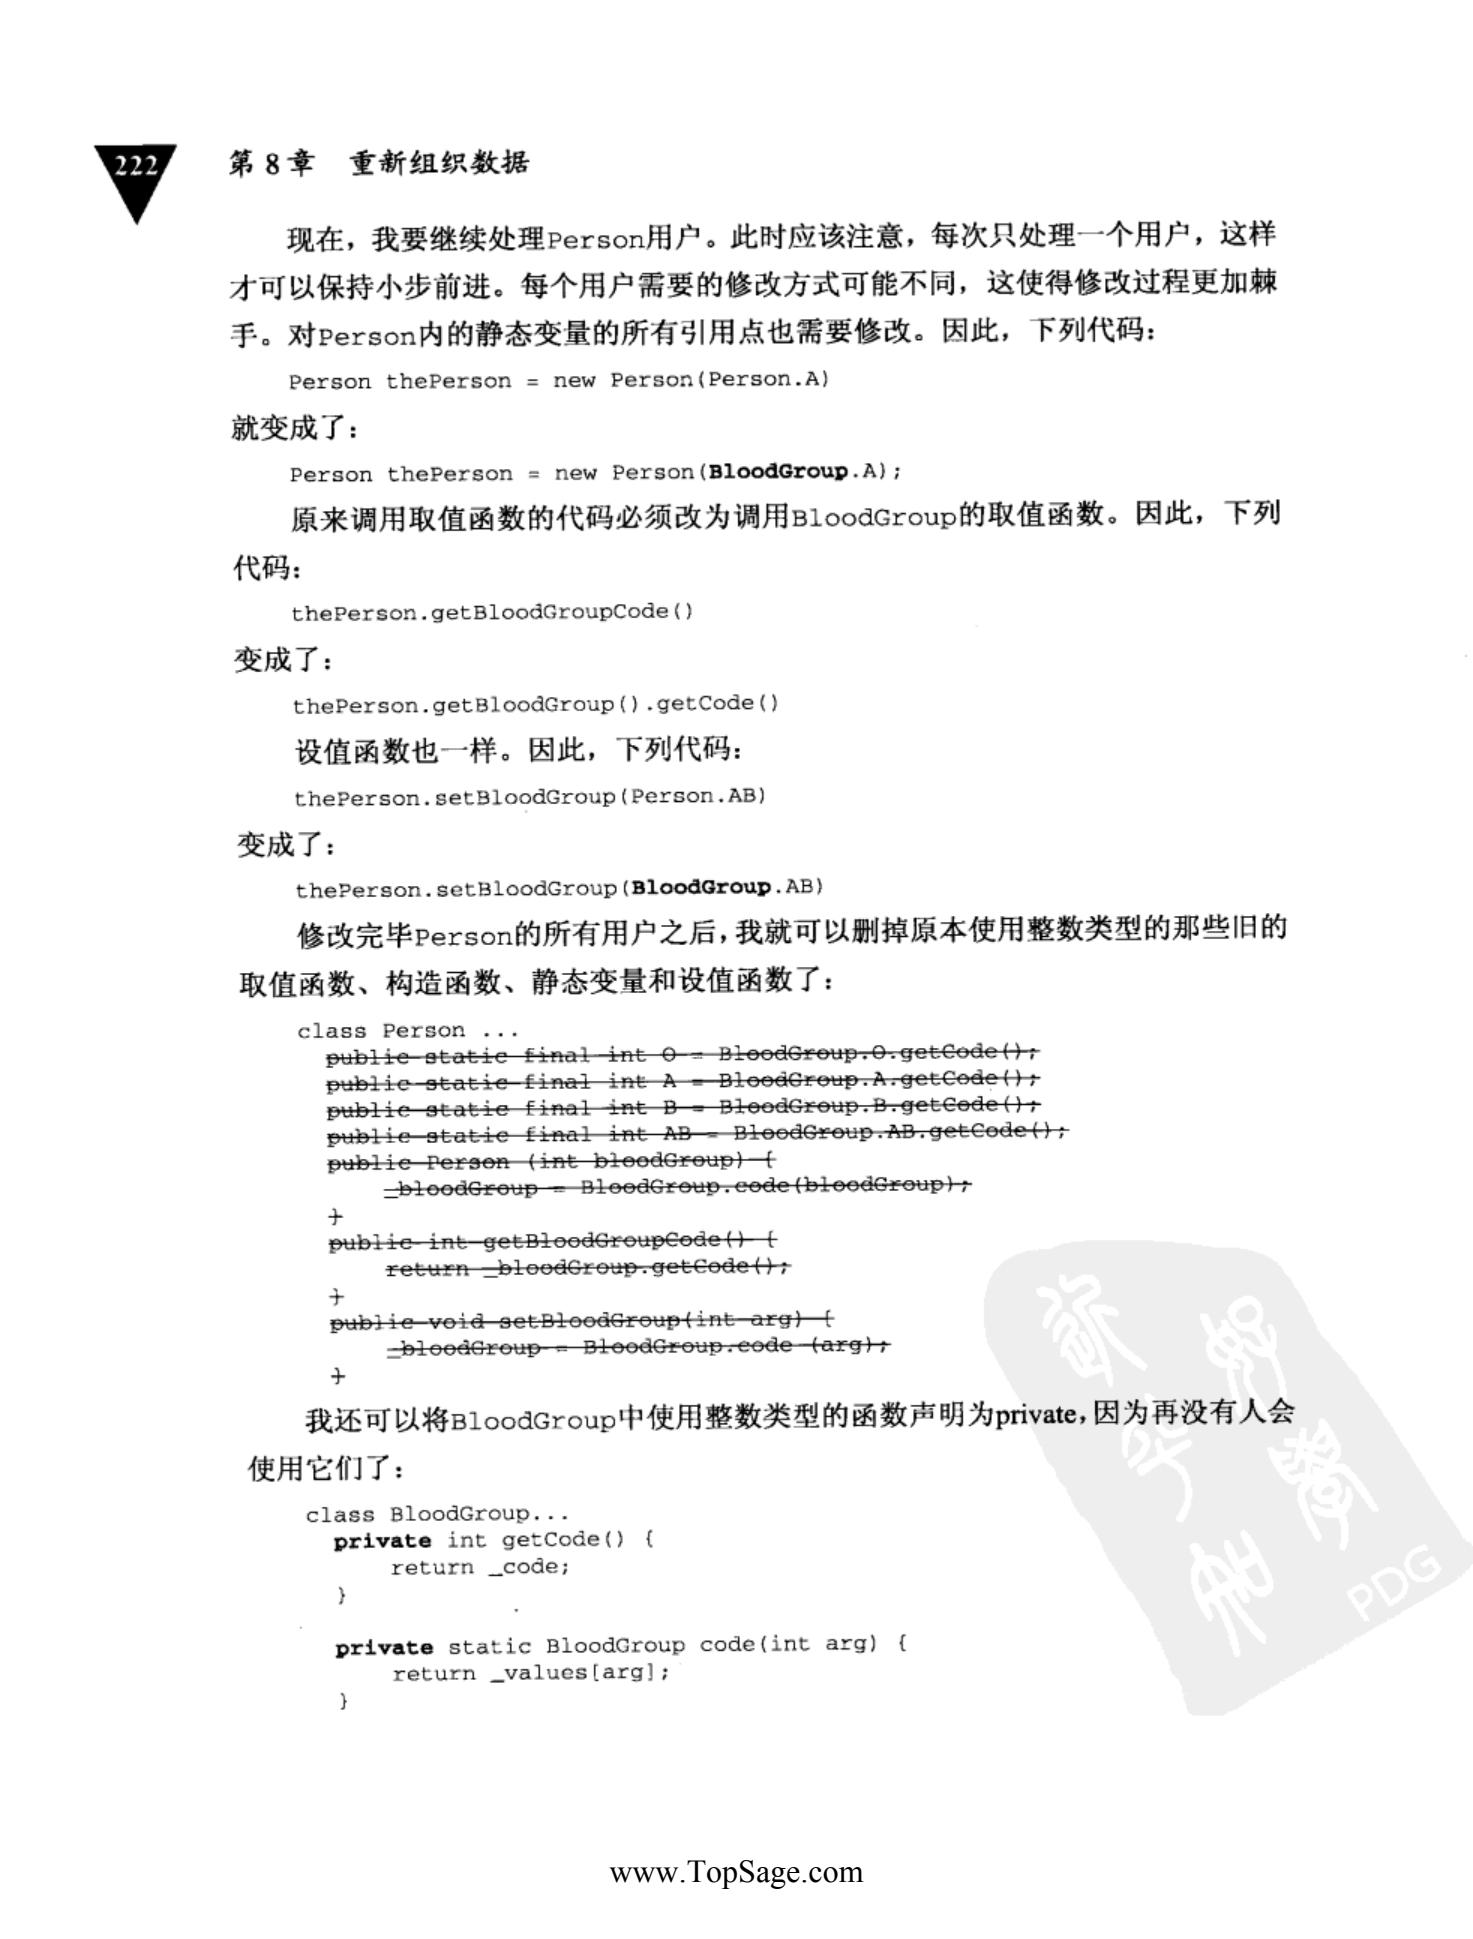 222
第 8 章 重新组织数据
现在，我要继续处理Person用户。此时应该注意，每次只处理一个用户，这样
才可以保持小步前进。每个用户需要的修改方式可能不同，这使得修改过程更加棘
手。对Person内的静态变量的所有引用点也需要修改。因此，下列代码：
Person thePerson = new Person(Person.A)
就变成了：
Person thePerson = new Person(BloodGroup.A);
原来调用取值函数的代码必须改为调用BloodGroup的取值函数。因此，下列
代码：
thePerson.getBloodGroupCode()
变成了：
thePerson.getBloodGroup().getCode()
设值函数也一样。因此，下列代码：
thePerson.setBloodGroup(Person.AB)
变成了：
thePerson.setBloodGroup(BloodGroup.AB)
修改完毕Person的所有用户之后，我就可以删掉原本使用整数类型的那些旧的
取值函数、构造函数、静态变量和设值函数了：
class Person ...
public static final int O = BloodGroup.O.getCode();
public static final int A = BloodGroup.A.getCode();
public static final int B = BloodGroup.B.getCode();
public static final int AB = BloodGroup.AB.getCode();
public Person (int bloodGroup) {
_bloodGroup = BloodGroup.code(bloodGroup);
}
public int getBloodGroupCode() {
return _bloodGroup.getCode();
}
public void setBloodGroup(int arg) {
_bloodGroup = BloodGroup.code (arg);
}
我还可以将BloodGroup中使用整数类型的函数声明为private，因为再没有人会
使用它们了：
class BloodGroup...
private int getCode() {
return _code;
}
private static BloodGroup code(int arg) {
return _values[arg];
}
PDG
www.TopSage.com